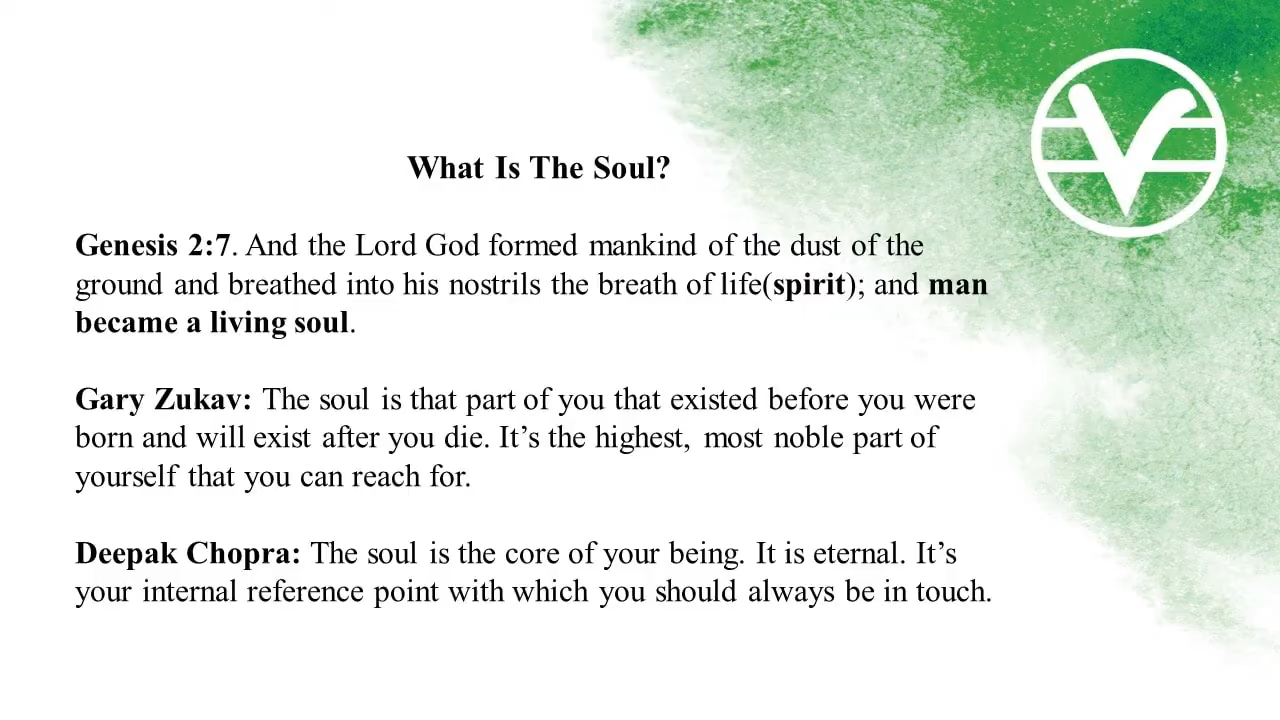 What Is The Soul?
Genesis 2:7. And the Lord God formed mankind of the dust of the
ground and breathed into his nostrils the breath of life(spirit); and man
became a living soul.
Gary Zukav: The soul is that part of you that existed before you were
born and will exist after you die. It’s the highest, most noble part of
yourself that you can reach for.
Deepak Chopra: The soul is the core of your being. It is eternal. It’s
your internal reference point with which you should always be in touch.